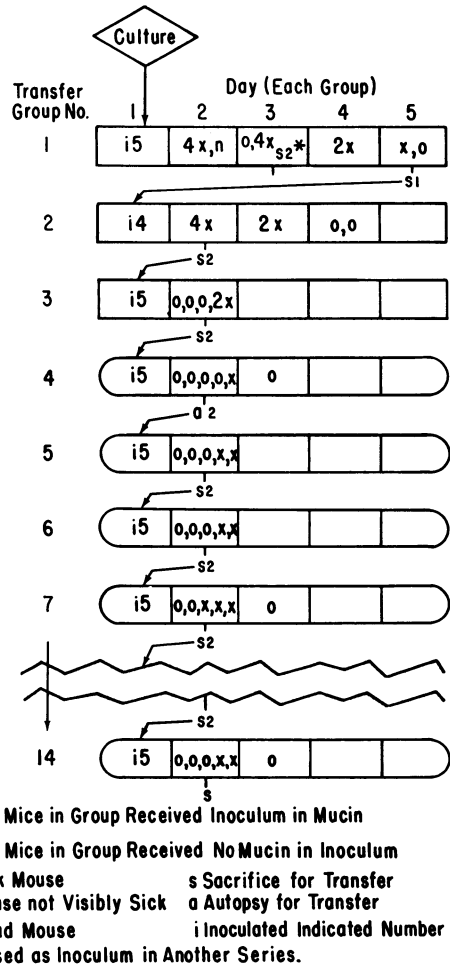 Culture
Transfer Group No.
Day (Each Group)
1 2 3 4 5
1 i5 4x,n 0,4x S2* 2x x,0
S1
2 i4 4x 2x 0,0
S2
3 i5 0,0,0,2x
S2
4 i5 0,0,0,0,x 0
a2
5 i5 0,0,0,x,x
S2
6 i5 0,0,0,x,x
S2
7 i5 0,0,x,x,x 0
S2
S2
14 i5 0,0,0,x,x 0
s
Mice in Group Received Inoculum in Mucin
Mice in Group Received No Mucin in Inoculum
k Mouse s Sacrifice for Transfer
use not Visibly Sick a Autopsy for Transfer
ad Mouse i Inoculated Indicated Number
sed as Inoculum in Another Series.